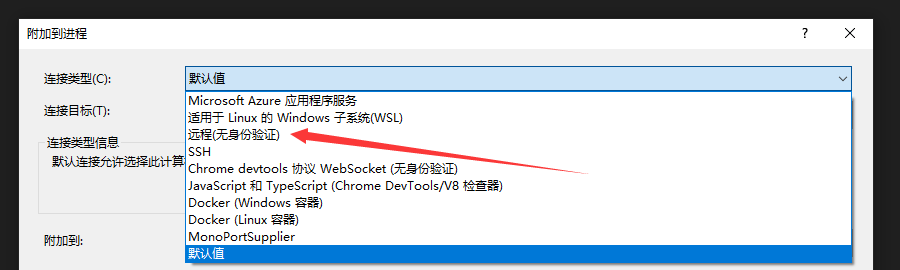 附加到进程
?
连接类型(C):
默认值
连接目标(T):
Microsoft Azure 应用程序服务
适用于 Linux 的 Windows 子系统(WSL)
远程(无身份验证)
SSH
Chrome devtools 协议 WebSocket (无身份验证)
JavaScript 和 TypeScript (Chrome DevTools/V8 检查器)
Docker (Windows 容器)
Docker (Linux 容器)
MonoPortSupplier
默认值
连接类型信息
默认连接允许选择此计算
附加到: